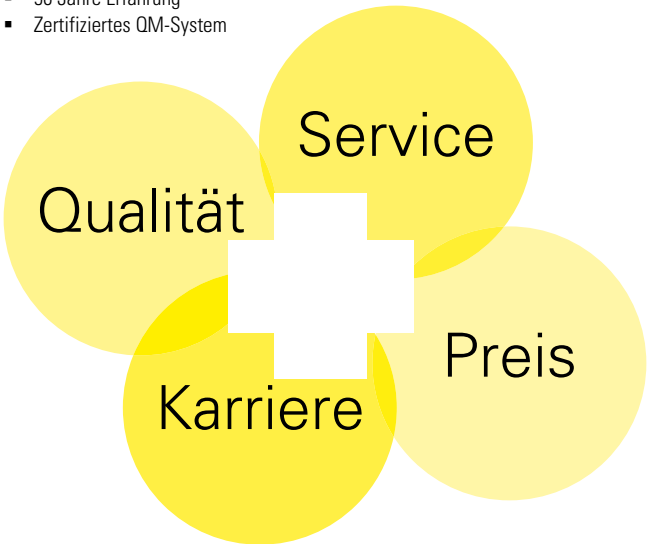 Jahre Erfahrung
▪ Zertifiziertes QM-System
Service
Qualität
Preis
Karriere